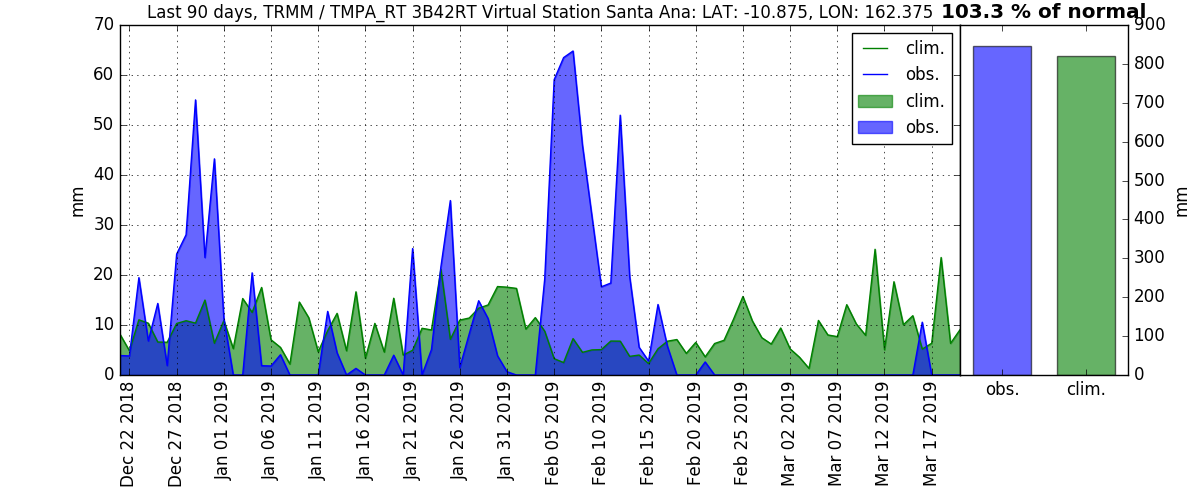 Last 90 days, TRMM / TMPA_RT 3B42RT Virtual Station Santa Ana: LAT: -10.875, LON: 162.375 103.3 % of normal
70
60
50
40
30
20
10
0
mm
clim.
obs.
clim.
obs.
900
800
700
600
500
400
300
200
100
0
mm
obs.
clim.
Dec 22 2018
Dec 27 2018
Jan 01 2019
Jan 06 2019
Jan 11 2019
Jan 16 2019
Jan 21 2019
Jan 26 2019
Jan 31 2019
Feb 05 2019
Feb 10 2019
Feb 15 2019
Feb 20 2019
Feb 25 2019
Mar 02 2019
Mar 07 2019
Mar 12 2019
Mar 17 2019